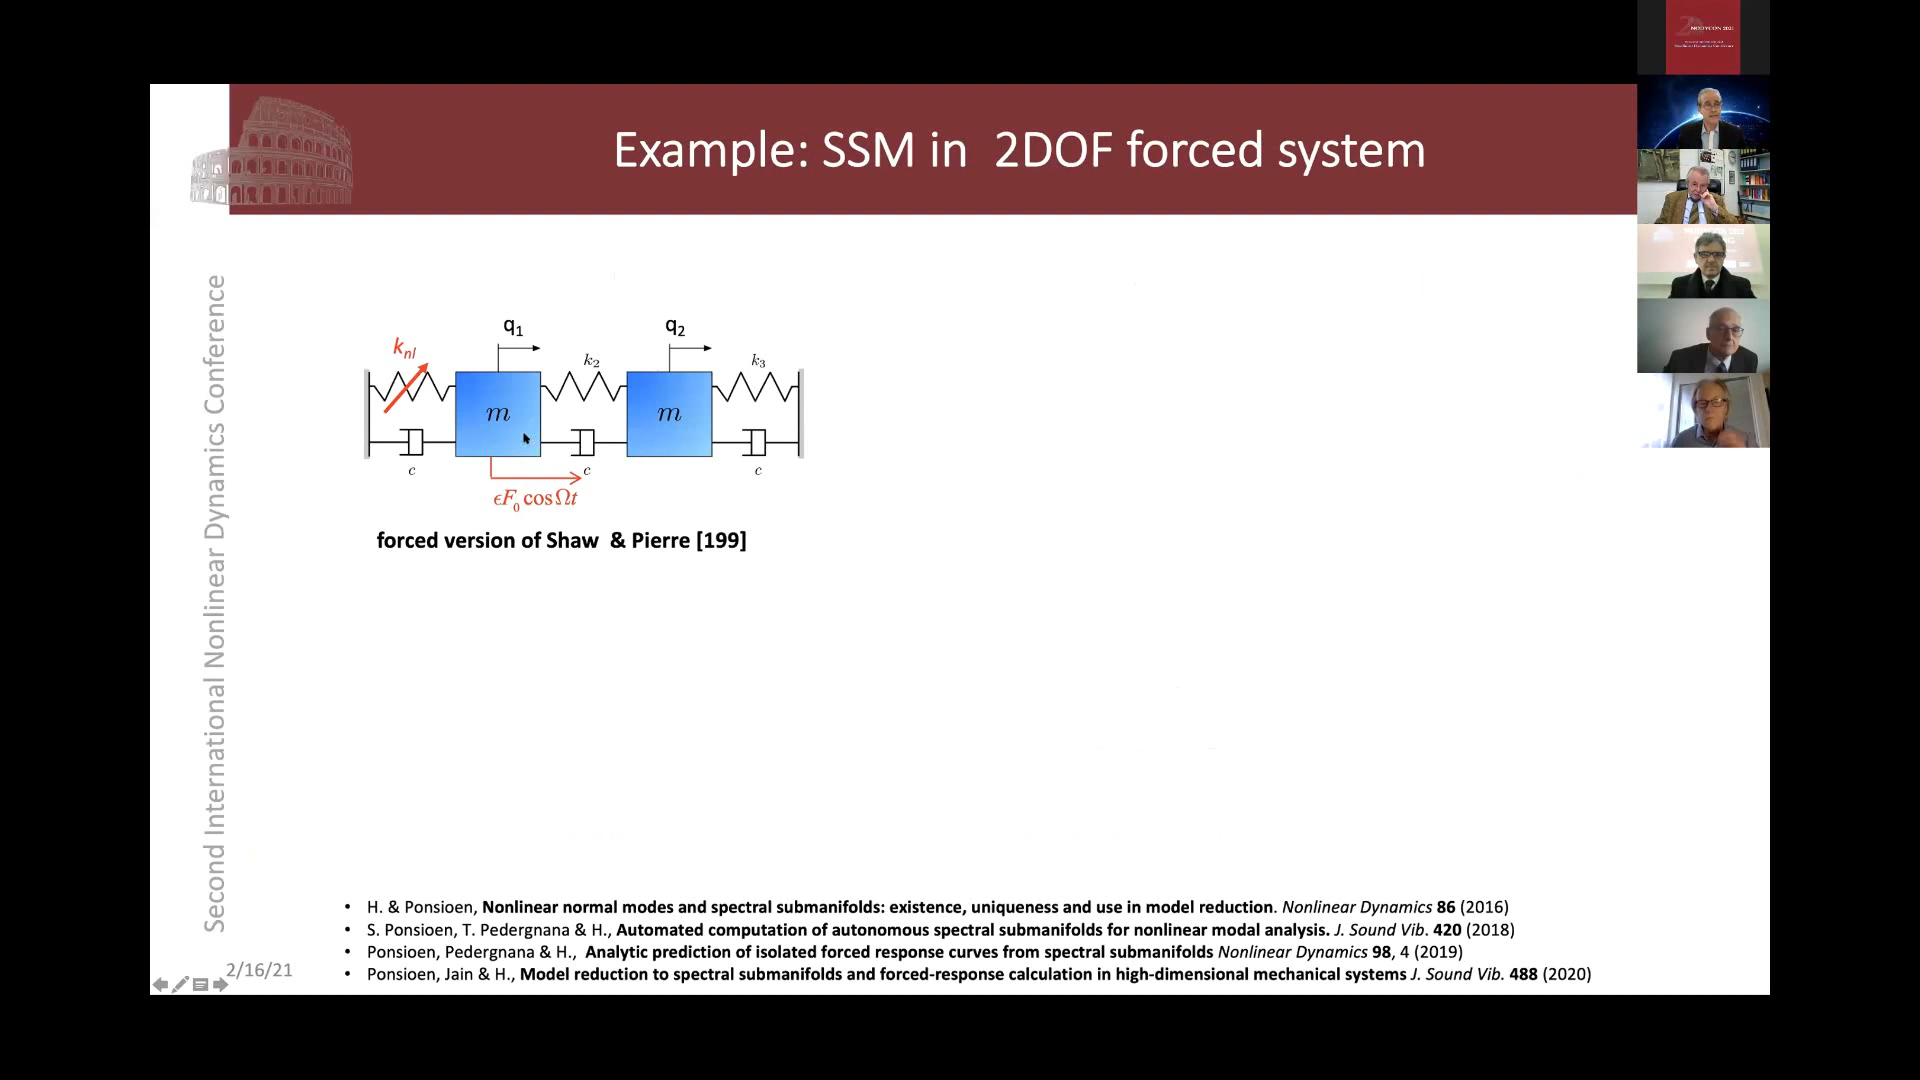 NODYCON 2021
Example: SSM in 2DOF forced system
Second International Nonlinear Dynamics Conference
q1
q2
knl
k2
k3
m
m
c
c
c
ϵF0 cosΩt
forced version of Shaw & Pierre [199]
• H. & Ponsioen, Nonlinear normal modes and spectral submanifolds: existence, uniqueness and use in model reduction. Nonlinear Dynamics 86 (2016)
• S. Ponsioen, T. Pedergnana & H., Automated computation of autonomous spectral submanifolds for nonlinear modal analysis. J. Sound Vib. 420 (2018)
• Ponsioen, Pedergnana & H., Analytic prediction of isolated forced response curves from spectral submanifolds Nonlinear Dynamics 98, 4 (2019)
• Ponsioen, Jain & H., Model reduction to spectral submanifolds and forced-response calculation in high-dimensional mechanical systems J. Sound Vib. 488 (2020)
2/16/21